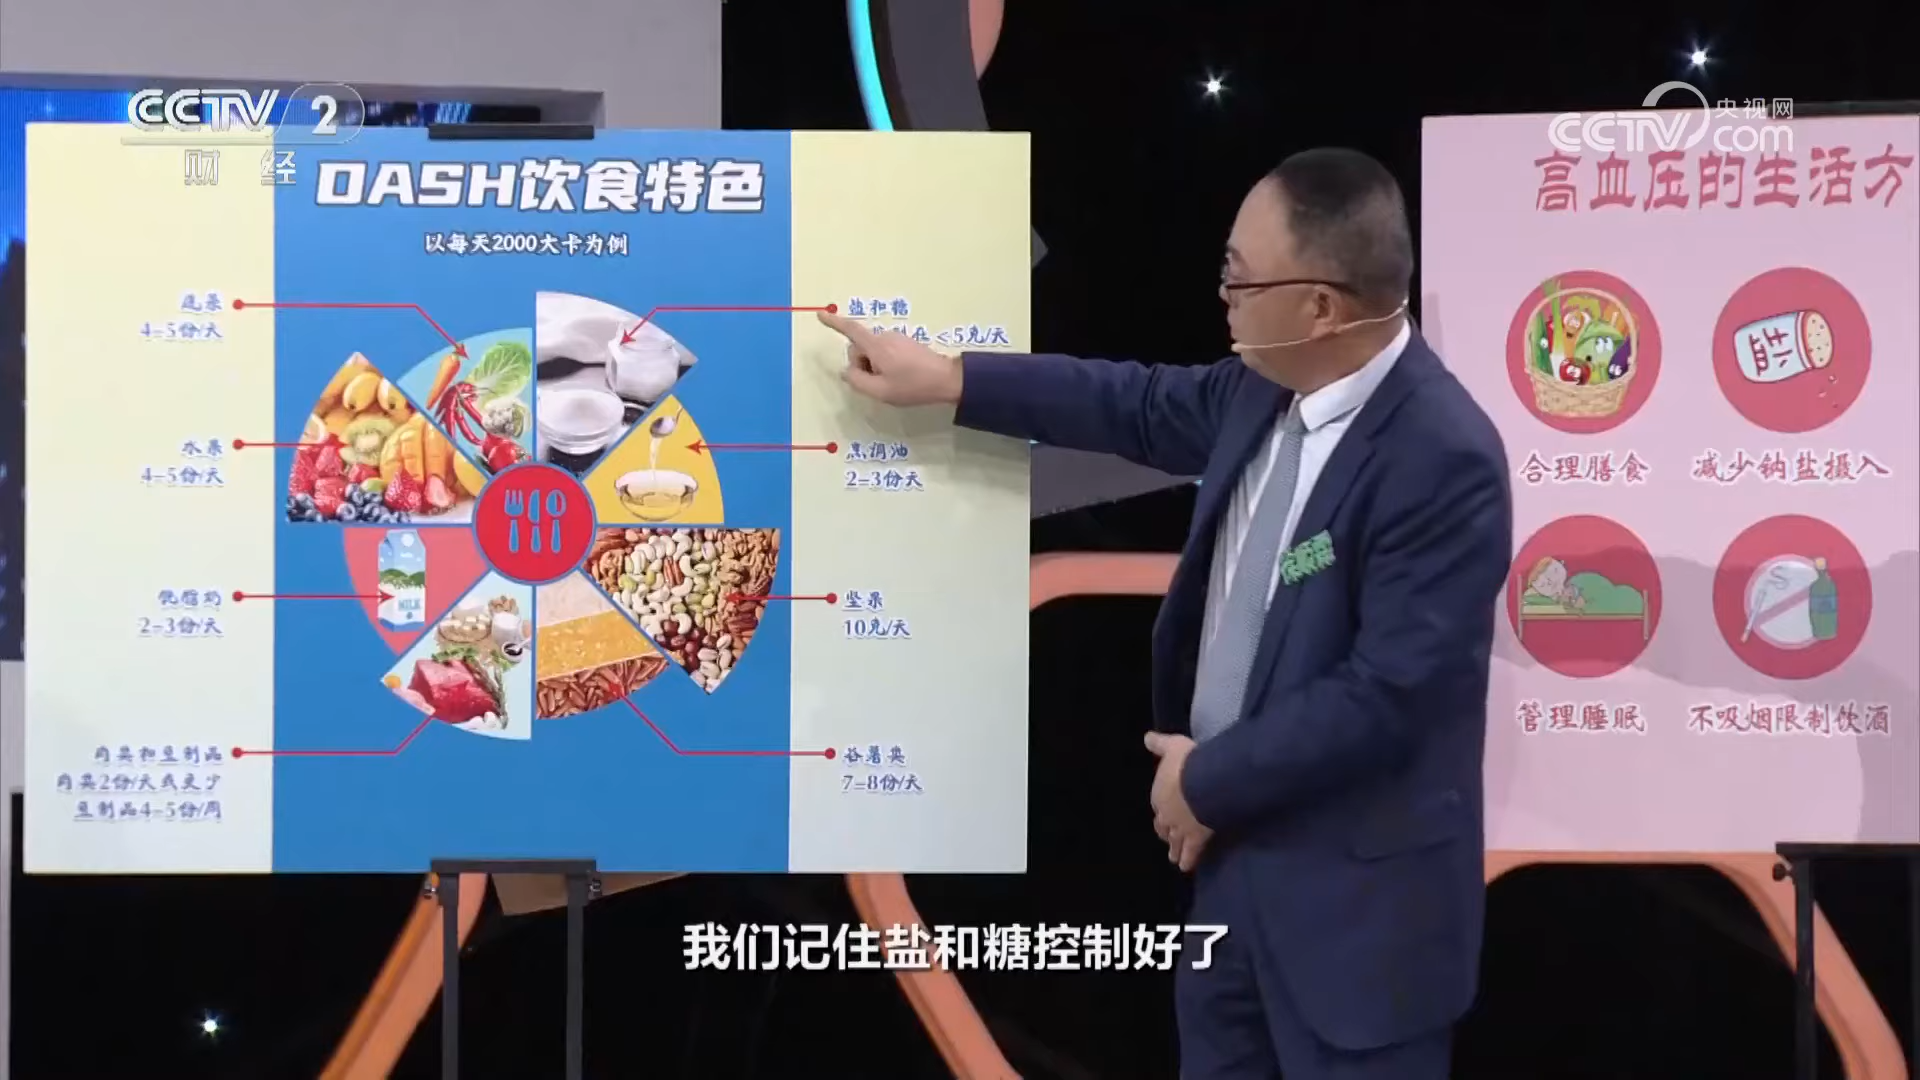 CCTV 2
财经
央视网
CCTV.com
DASH饮食特色
以每天2000大卡为例
蔬菜
4-5份/天
水果
4-5份/天
低脂奶
2-3份/天
肉类和豆制品
肉类2份/天或更少
豆制品4-5份/周
盐和糖
在<5克/天
烹调油
2-3份天
坚果
10克/天
谷薯类
7-8份/天
MILK
高血压的生活方
盐
合理膳食
减少钠盐摄入
管理睡眠
不吸烟限制饮酒
我们记住盐和糖控制好了